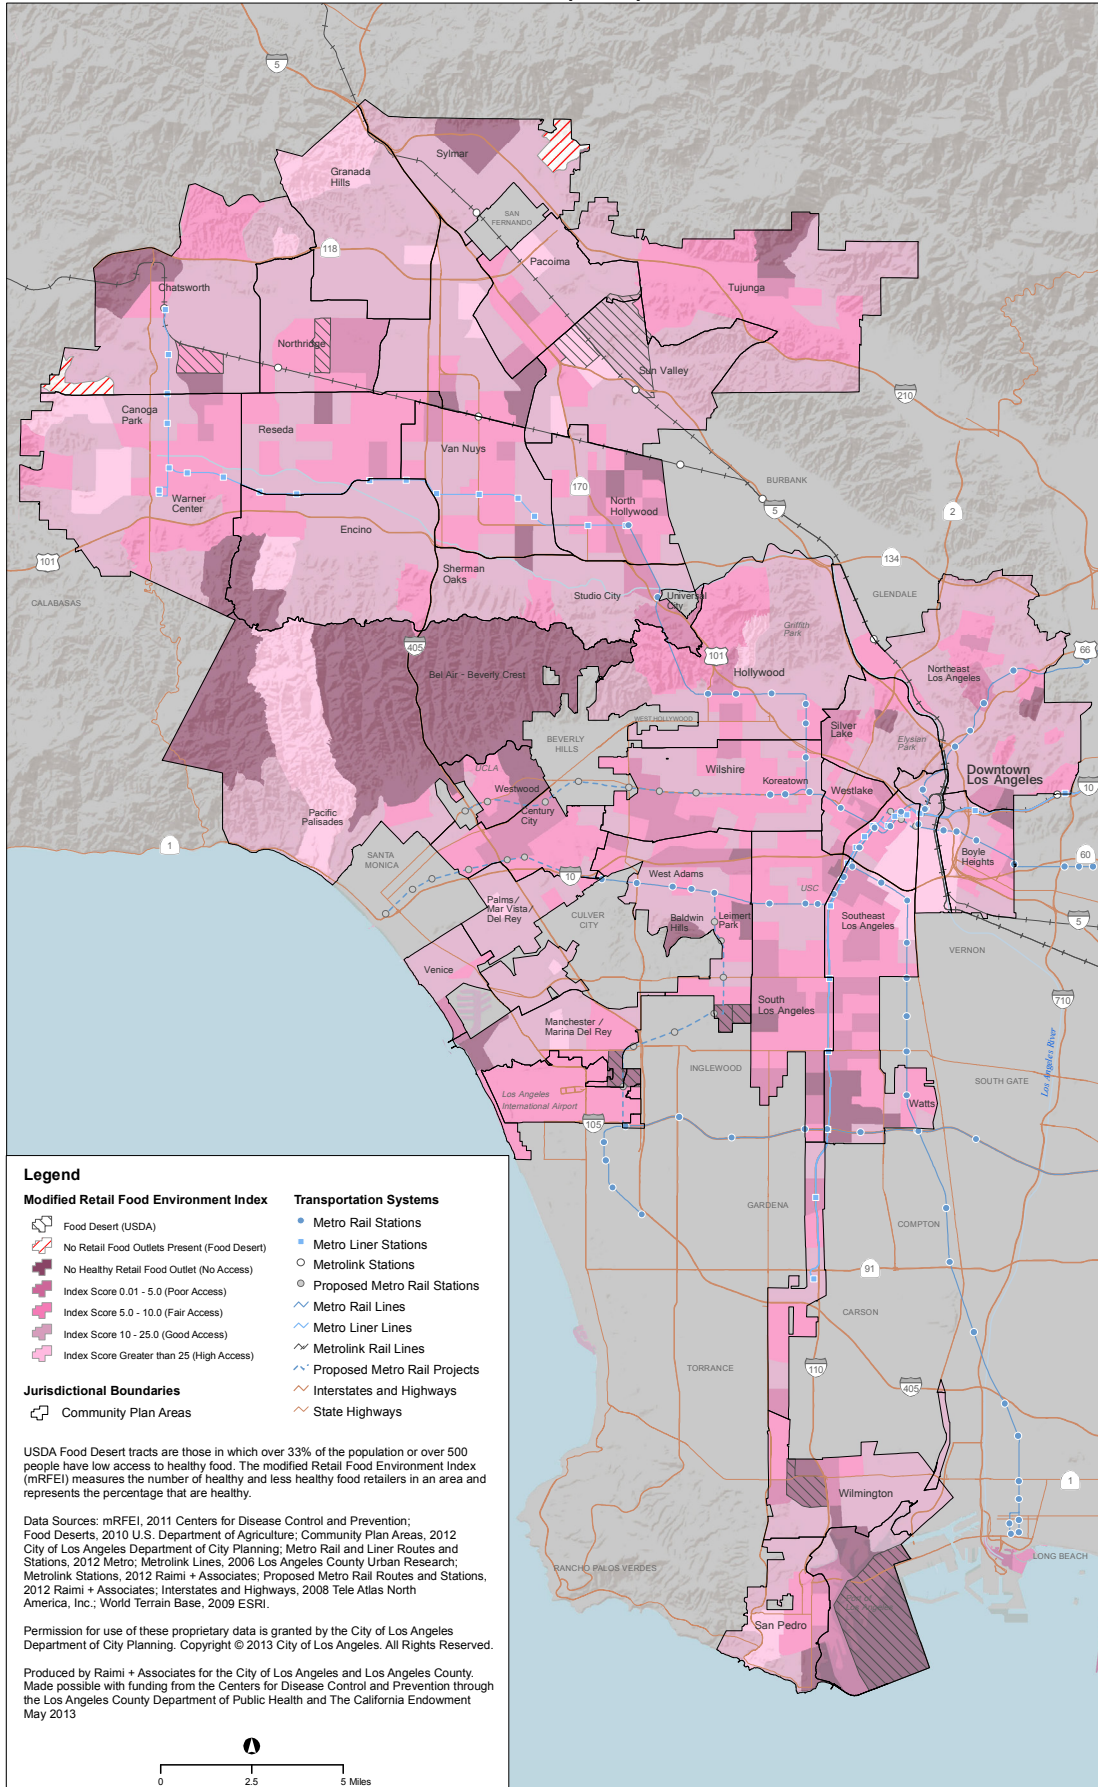 5
Sylmar
Granada
Hills
SAN
FERNANDO
118
Pacoima
Chatsworth
Tujunga
Northridge
Sun Valley
210
Canoga
Park
Reseda
Van Nuys
BURBANK
170
Warner
Center
North
Hollywood
5
2
Encino
101
134
Sherman
Oaks
CALABASAS
Studio City
Universal
City
GLENDALE
Griffith
Park
405
101
66
Bel Air - Beverly Crest
Hollywood
Northeast
Los Angeles
WEST HOLLYWOOD
Silver
Lake
BEVERLY
HILLS
Elysian
Park
UCLA
Wilshire
Downtown
Los Angeles
Koreatown
Westwood
Westlake
10
Century
City
Pacific
Palisades
1
SANTA
MONICA
Boyle
Heights
60
10
West Adams
USC
Palms/
Mar Vista/
Del Rey
CULVER
CITY
Baldwin
Hills
Leimert
Park
Southeast
Los Angeles
5
VERNON
Venice
710
South
Los Angeles
Manchester /
Marina Del Rey
Los Angeles River
INGLEWOOD
SOUTH GATE
Los Angeles
International Airport
Watts
105
GARDENA
COMPTON
91
CARSON
TORRANCE
110
405
1
Wilmington
RANCHO PALOS VERDES
LONG BEACH
San Pedro
Legend
Modified Retail Food Environment Index
Food Desert (USDA)
No Retail Food Outlets Present (Food Desert)
No Healthy Retail Food Outlet (No Access)
Index Score 0.01 - 5.0 (Poor Access)
Index Score 5.0 - 10.0 (Fair Access)
Index Score 10 - 25.0 (Good Access)
Index Score Greater than 25 (High Access)
Jurisdictional Boundaries
Community Plan Areas
Transportation Systems
Metro Rail Stations
Metro Liner Stations
Metrolink Stations
Proposed Metro Rail Stations
Metro Rail Lines
Metro Liner Lines
Metrolink Rail Lines
Proposed Metro Rail Projects
Interstates and Highways
State Highways
USDA Food Desert tracts are those in which over 33% of the population or over 500
people have low access to healthy food. The modified Retail Food Environment Index
(mRFEI) measures the number of healthy and less healthy food retailers in an area and
represents the percentage that are healthy.
Data Sources: mRFEI, 2011 Centers for Disease Control and Prevention;
Food Deserts, 2010 U.S. Department of Agriculture; Community Plan Areas, 2012
City of Los Angeles Department of City Planning; Metro Rail and Liner Routes and
Stations, 2012 Metro; Metrolink Lines, 2006 Los Angeles County Urban Research;
Metrolink Stations, 2012 Raimi + Associates; Proposed Metro Rail Routes and Stations,
2012 Raimi + Associates; Interstates and Highways, 2008 Tele Atlas North
America, Inc.; World Terrain Base, 2009 ESRI.
Permission for use of these proprietary data is granted by the City of Los Angeles
Department of City Planning. Copyright © 2013 City of Los Angeles. All Rights Reserved.
Produced by Raimi + Associates for the City of Los Angeles and Los Angeles County.
Made possible with funding from the Centers for Disease Control and Prevention through
the Los Angeles County Department of Public Health and The California Endowment
May 2013
0 2.5 5 Miles